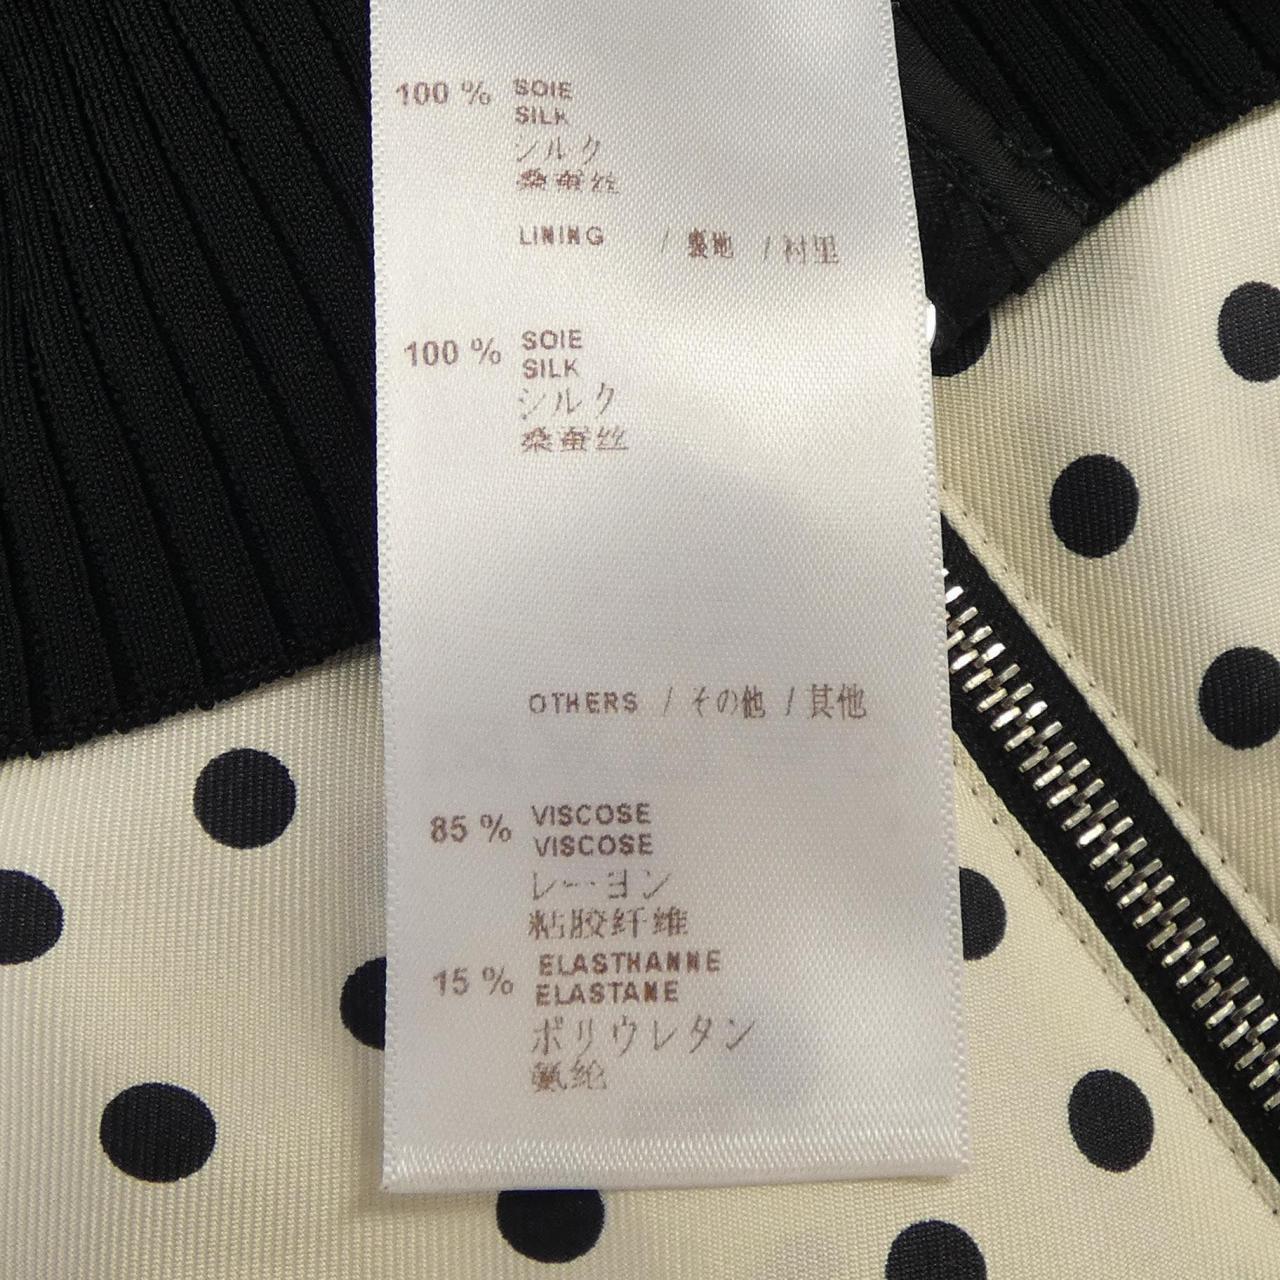 100 % SOIE
SILK
シルク
桑蚕丝
LINING / 裏地 / 衬里
100 % SOIE
SILK
シルク
桑蚕丝
OTHERS / その他 / 其他
85 % VISCOSE
VISCOSE
レーヨン
粘胶纤维
15 % ELASTHANNE
ELASTANE
ポリウレタン
氨纶